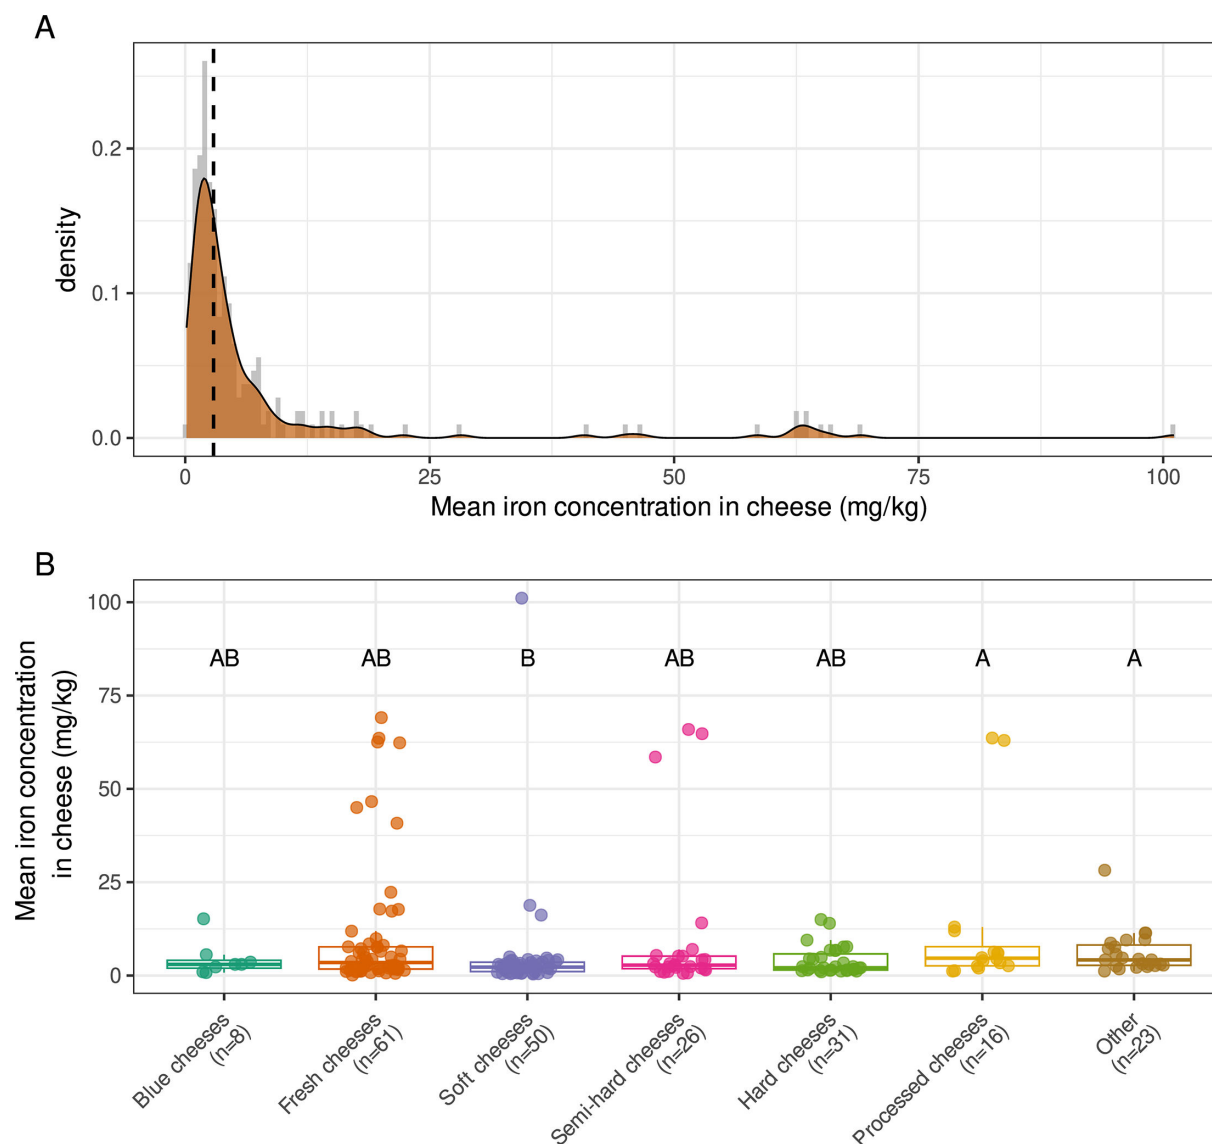 A
0.2
0.1
0.0
density
0
25
50
75
100
Mean iron concentration in cheese (mg/kg)
B
Mean iron concentration
in cheese (mg/kg)
100
75
50
25
0
AB
AB
B
AB
AB
A
A
Blue cheeses
(n=8)
Fresh cheeses
(n=61)
Soft cheeses
(n=50)
Semi-hard cheeses
(n=26)
Hard cheeses
(n=31)
Processed cheeses
(n=16)
Other
(n=23)